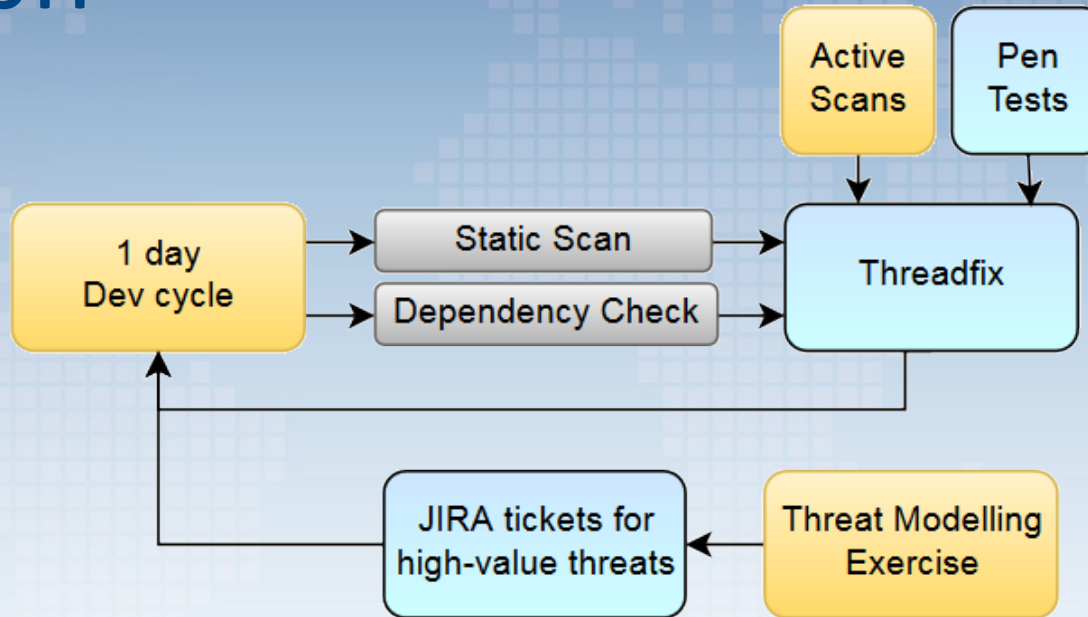 Active
Scans
Pen
Tests
1 day
Dev cycle
Static Scan
Dependency Check
Threadfix
JIRA tickets for
high-value threats
Threat Modelling
Exercise